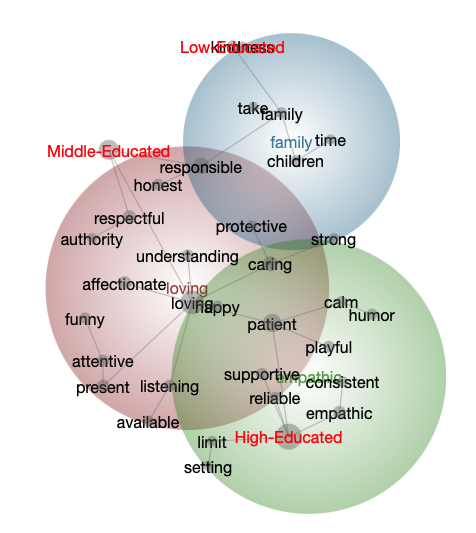 Low-Educated
kindness
take
family
family
time
children
Middle-Educated
responsible
honest
respectful
authority
protective
strong
understanding
caring
affectionate
loving
loving
happy
calm
humor
funny
patient
playful
attentive
supportive
empathic
consistent
present
listening
reliable
available
empathic
limit
High-Educated
setting